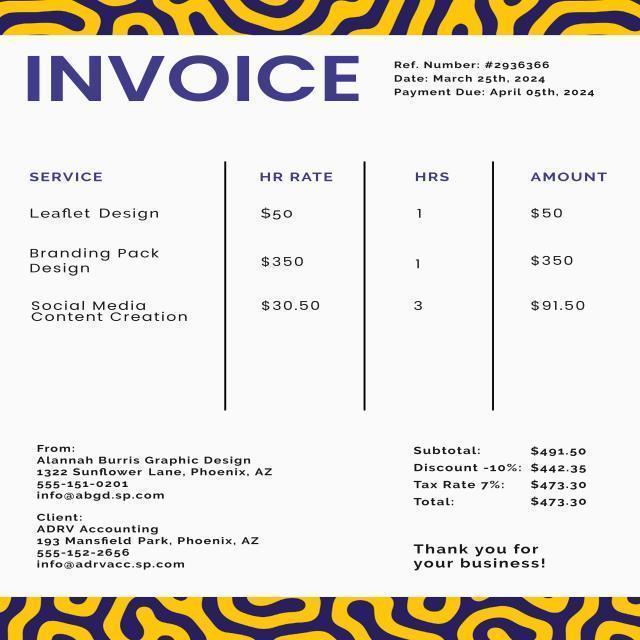 INVOICE
Ref. Number: #2936366
Date: March 25th, 2024
Payment Due: April 05th, 2024
SERVICE HR RATE HRS AMOUNT
Leaflet Design $50 1 $50
Branding Pack
Design $350 1 $350
Social Media
Content Creation $30.50 3 $91.50
From:
Alannah Burris Graphic Design
1322 Sunflower Lane, Phoenix, AZ
555-151-0201
info@abgd.sp.com
Client:
ADRV Accounting
193 Mansfield Park, Phoenix, AZ
555-152-2656
info@adrvacc.sp.com
Subtotal: $491.50
Discount -10%: $442.35
Tax Rate 7%: $473.30
Total: $473.30
Thank you for
your business!